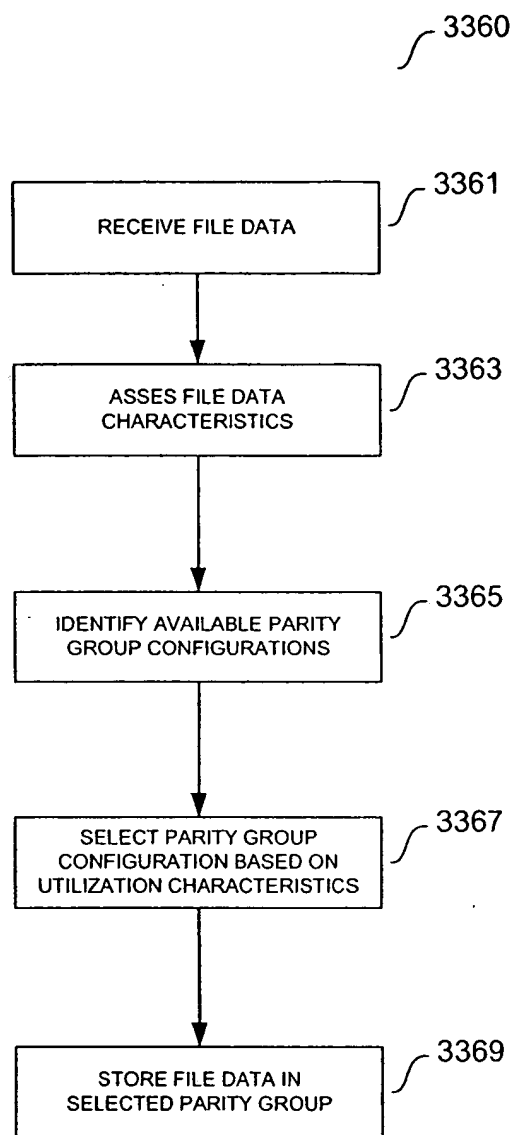 3360
3361
RECEIVE FILE DATA
3363
ASSES FILE DATA
CHARACTERISTICS
3365
IDENTIFY AVAILABLE PARITY
GROUP CONFIGURATIONS
3367
SELECT PARITY GROUP
CONFIGURATION BASED ON
UTILIZATION CHARACTERISTICS
3369
STORE FILE DATA IN
SELECTED PARITY GROUP